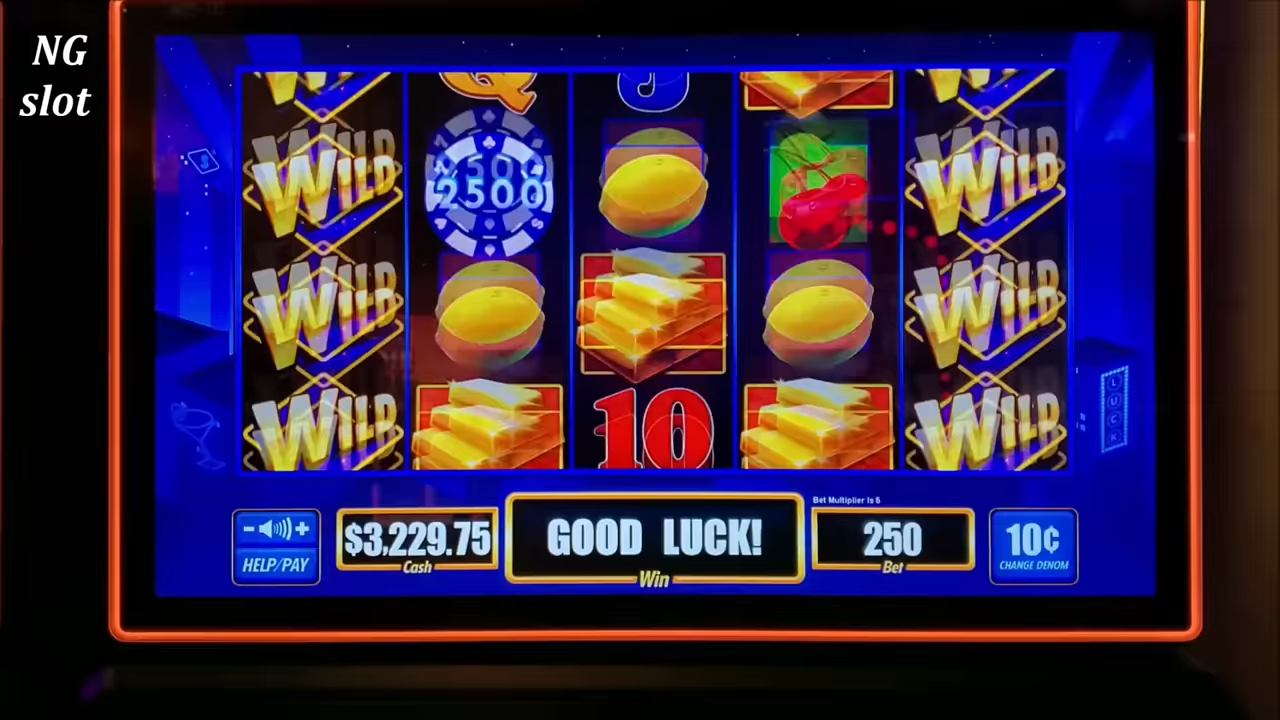 NG
slot
Q
J
WILD
2500
WILD
WILD
WILD
WILD
10
WILD
Bet Multiplier Is 6
- +
HELP/PAY
$3,229.75
Cash
GOOD LUCK!
Win
250
Bet
10¢
CHANGE DENOM
LUCK